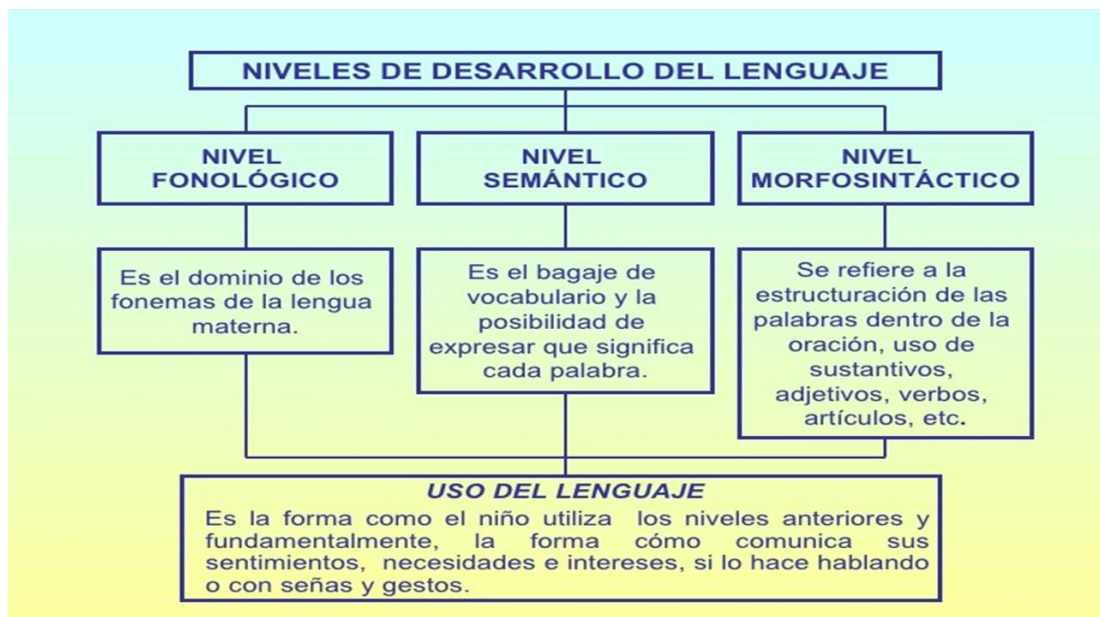 NIVELES DE DESARROLLO DEL LENGUAJE
NIVEL
FONOLÓGICO
NIVEL
SEMÁNTICO
NIVEL
MORFOSINTÁCTICO
Es el dominio de los
fonemas de la lengua
materna.
Es el bagaje de
vocabulario y la
posibilidad de
expresar que significa
cada palabra.
Se refiere a la
estructuración de las
palabras dentro de la
oración, uso de
sustantivos,
adjetivos, verbos,
artículos, etc.
USO DEL LENGUAJE
Es la forma como el niño utiliza los niveles anteriores y
fundamentalmente, la forma cómo comunica sus
sentimientos, necesidades e intereses, si lo hace hablando
o con señas y gestos.